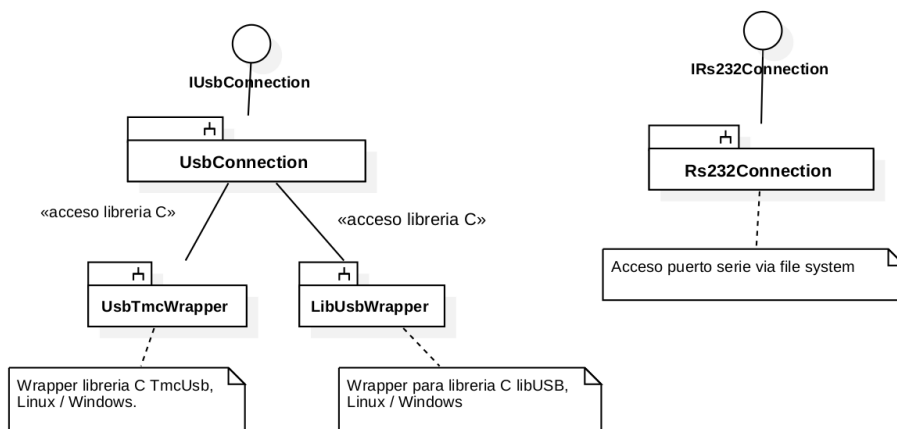 IUsbConnection
IRs232Connection
UsbConnection
Rs232Connection
«acceso libreria C»
«acceso libreria C»
Acceso puerto serie via file system
UsbTmcWrapper
LibUsbWrapper
Wrapper libreria C TmcUsb,
Linux / Windows.
Wrapper para libreria C libUSB,
Linux / Windows